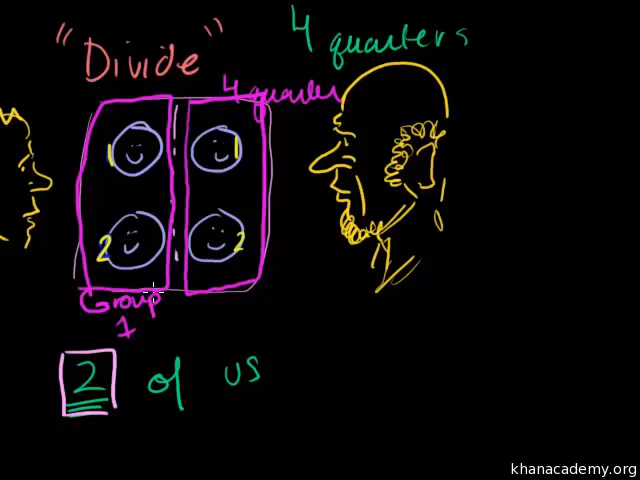 "Divide"
4 quarters
4 quarter
1
1
2
2
Group
1
2 of us
khanacademy.org